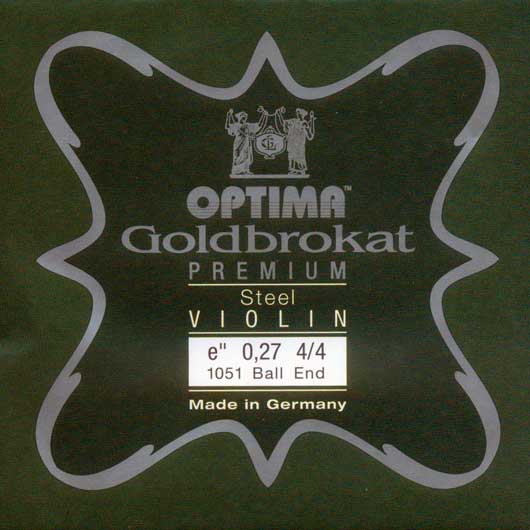 OPTIMA™
Goldbrokat
PREMIUM
Steel
VIOLIN
e" 0,27 4/4
1051 Ball End
Made in Germany